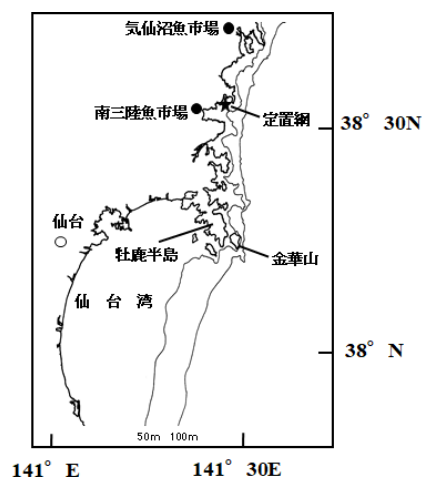 気仙沼魚市場
南三陸魚市場
定置網
38° 30N
仙台
牡鹿半島
金華山
仙台湾
38° N
50m 100m
141° E
141° 30E